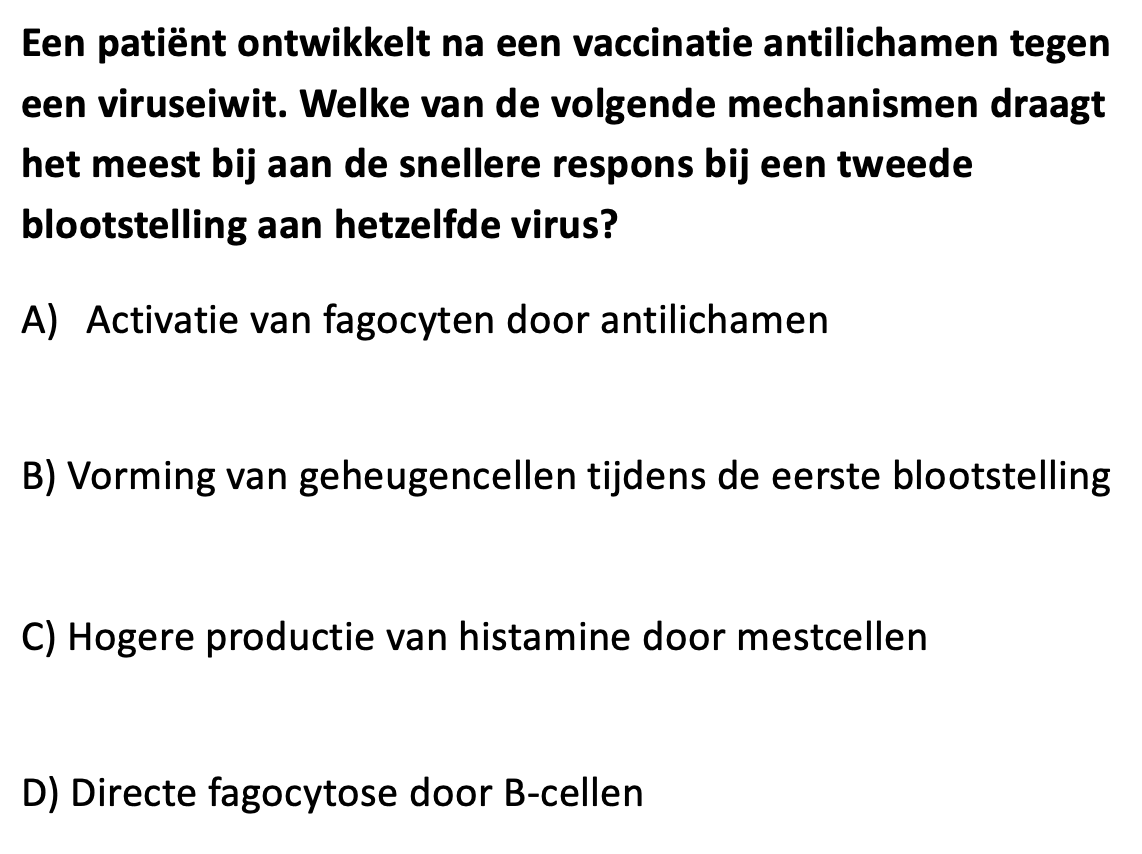 Een patiënt ontwikkelt na een vaccinatie antilichamen tegen
een viruseiwit. Welke van de volgende mechanismen draagt
het meest bij aan de snellere respons bij een tweede
blootstelling aan hetzelfde virus?
A) Activatie van fagocyten door antilichamen
B) Vorming van geheugencellen tijdens de eerste blootstelling
C) Hogere productie van histamine door mestcellen
D) Directe fagocytose door B-cellen